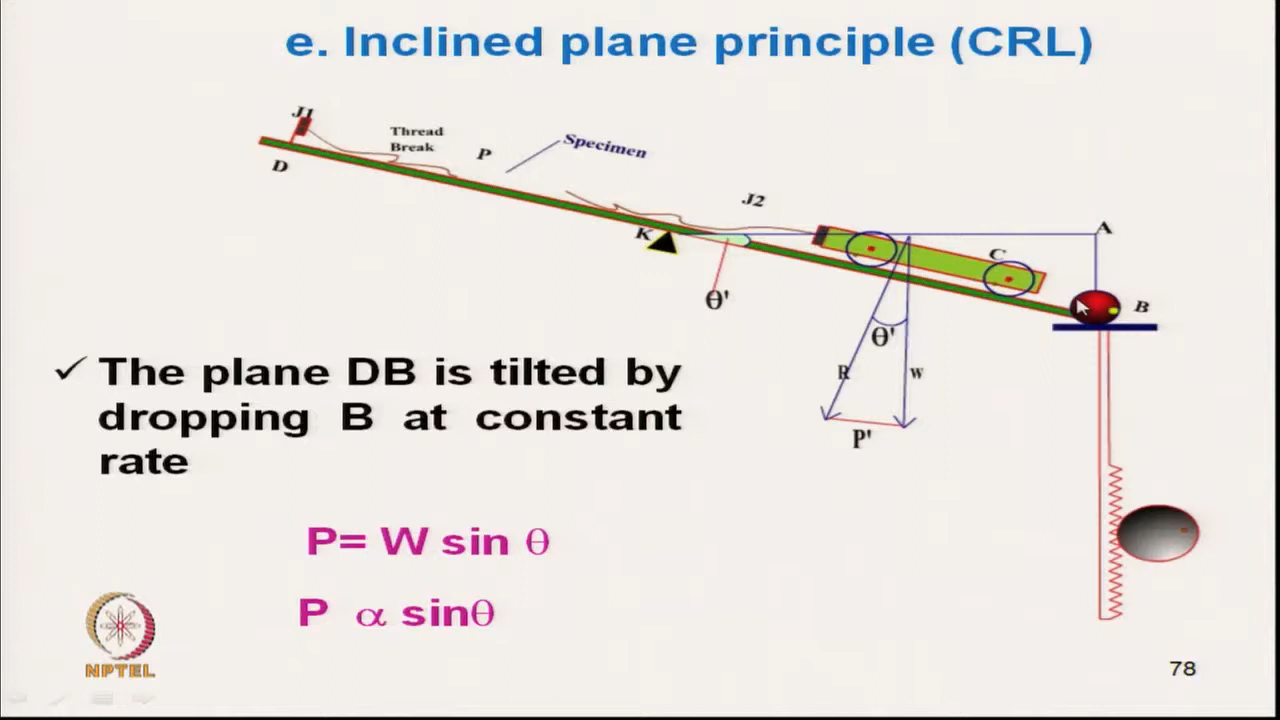 e. Inclined plane principle (CRL)
J1
Thread
Break
P
Specimen
D
J2
K
A
C
θ'
B
θ'
R
w
P'
✓ The plane DB is tilted by
dropping B at constant
rate
P= W sin θ
P α sinθ
NPTEL
78